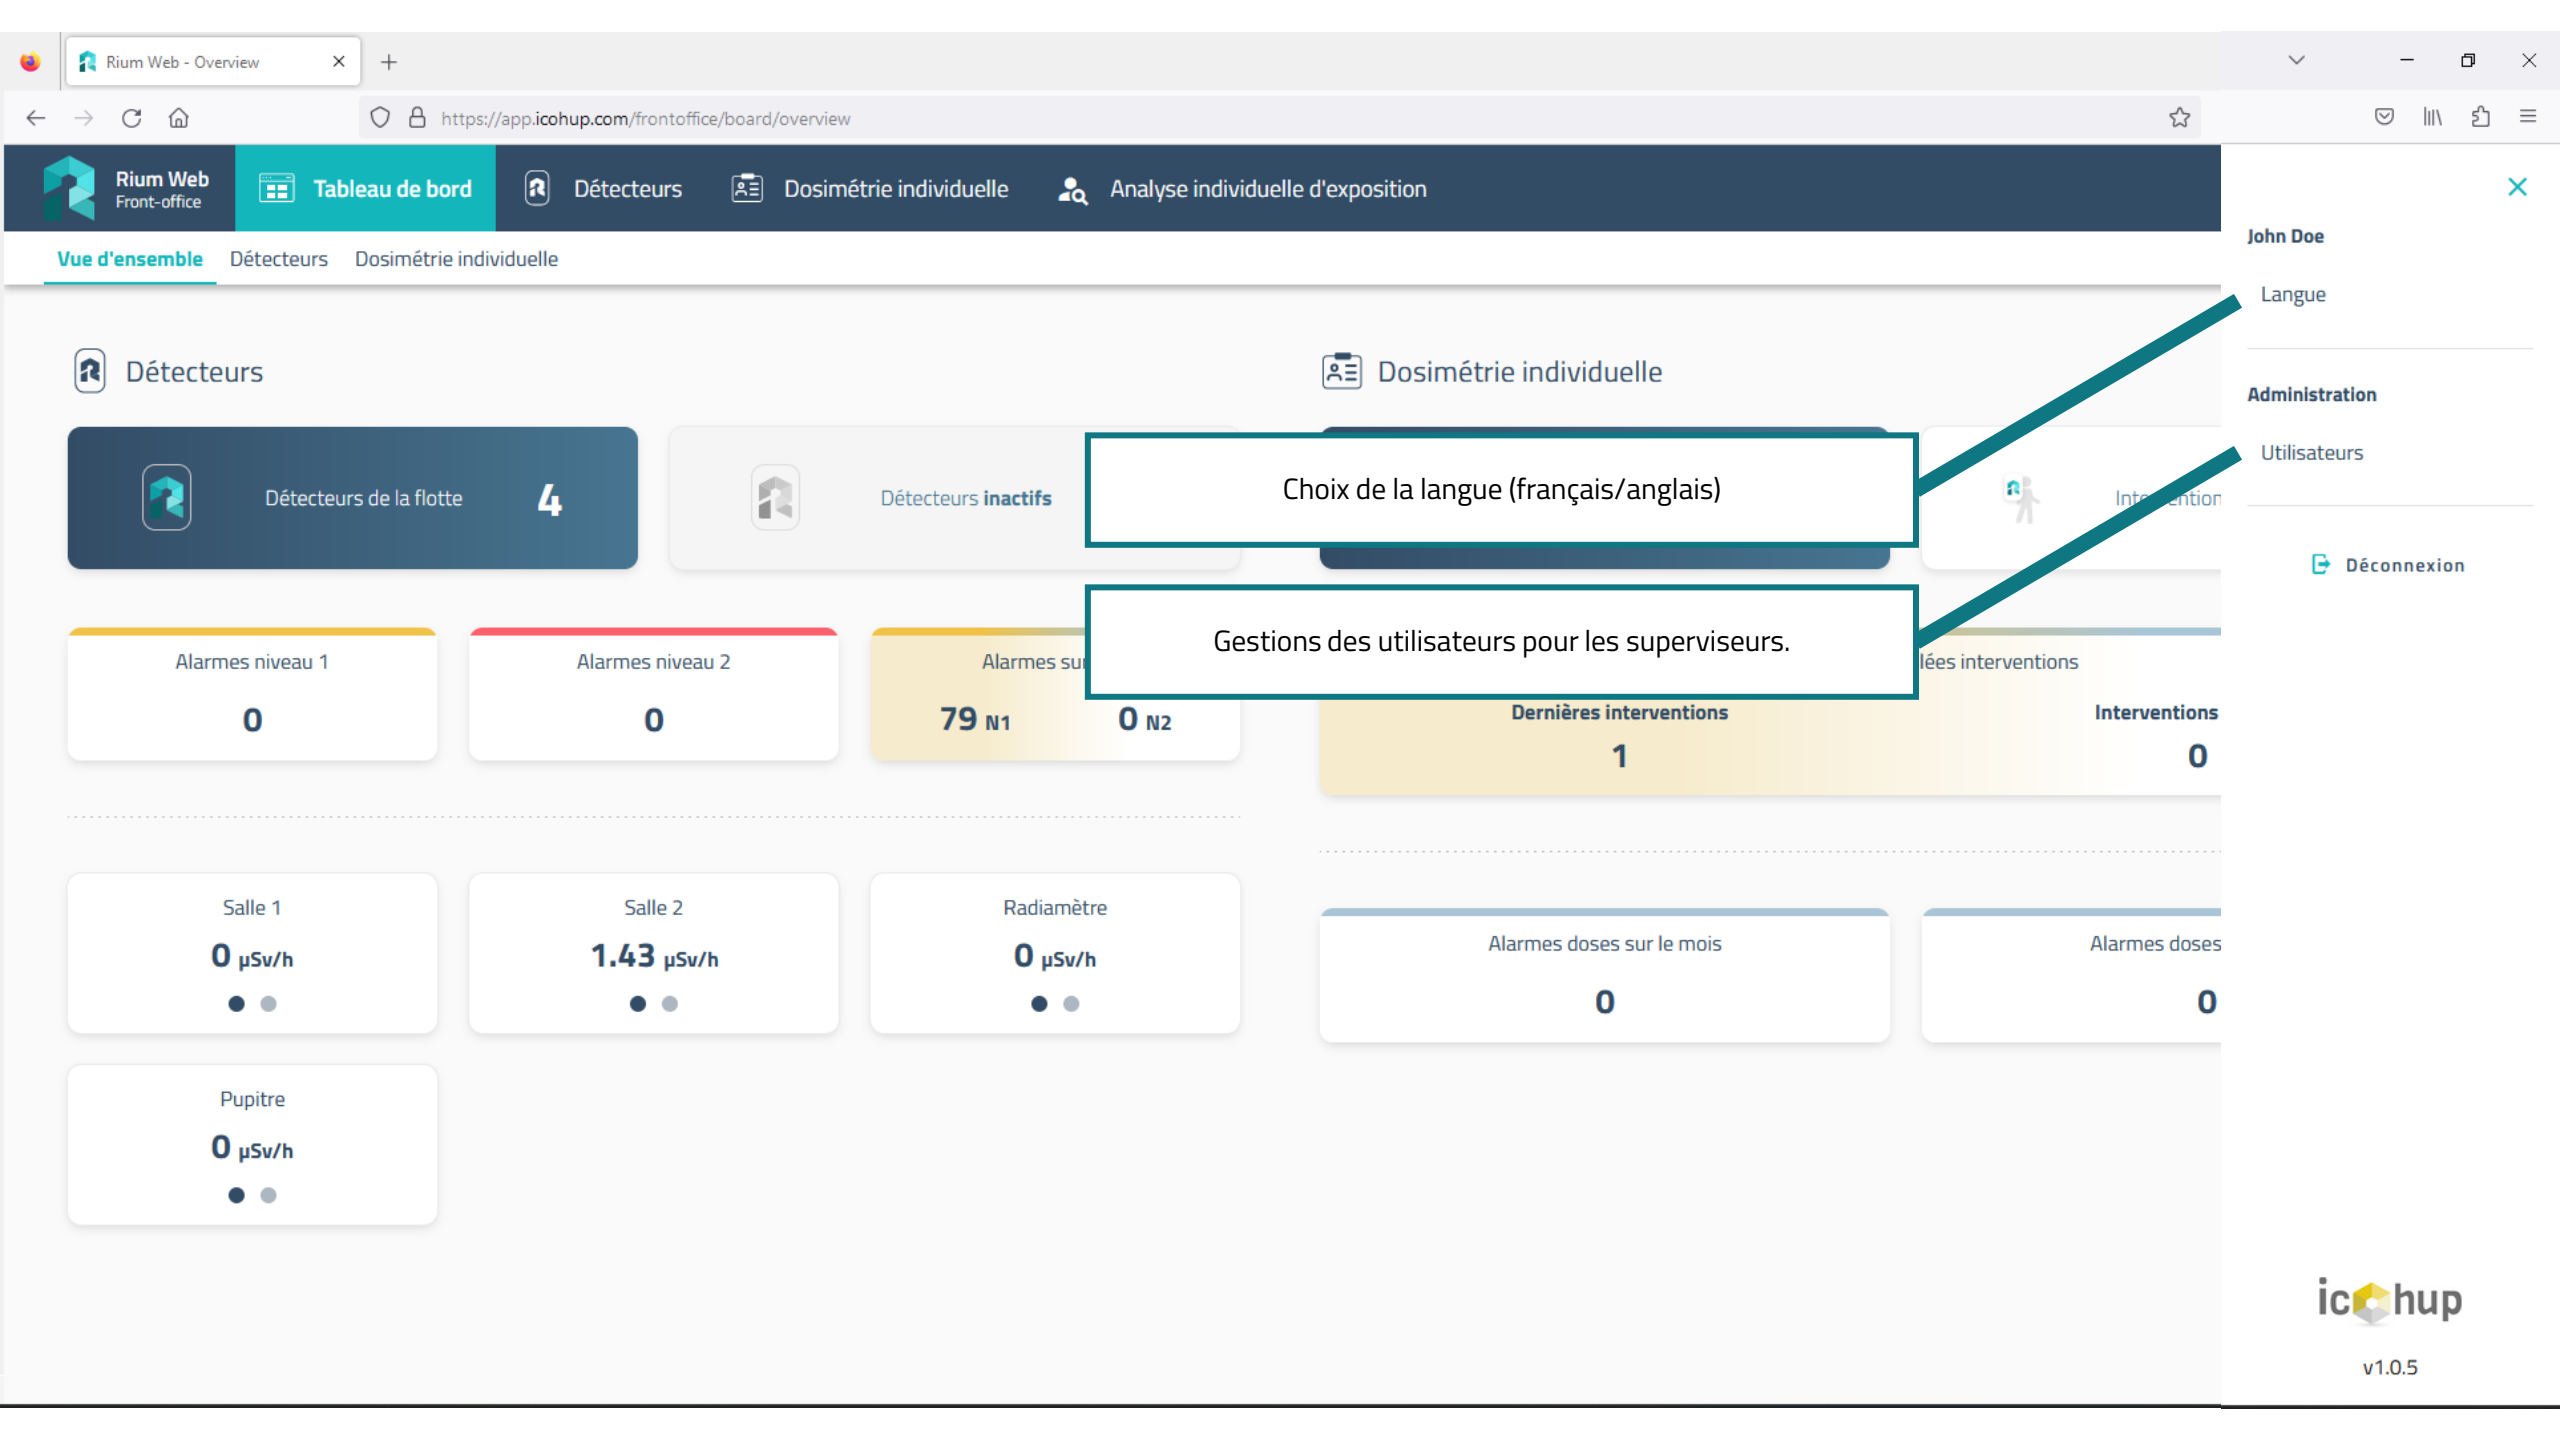 Rium Web - Overview
https://app.icohup.com/frontoffice/board/overview
Rium Web
Front-office
Tableau de bord
Détecteurs
Dosimétrie individuelle
Analyse individuelle d'exposition
Vue d'ensemble
Détecteurs
Dosimétrie individuelle
John Doe
Langue
Administration
Utilisateurs
Déconnexion
Détecteurs
Dosimétrie individuelle
Détecteurs de la flotte 4
Détecteurs inactifs
Choix de la langue (français/anglais)
Gestions des utilisateurs pour les superviseurs.
Alarmes niveau 1
0
Alarmes niveau 2
0
Alarmes
79 N1 0 N2
interventions
Dernières interventions
1
Interventions
0
Salle 1
0 µSv/h
Salle 2
1.43 µSv/h
Radiamètre
0 µSv/h
Alarmes doses sur le mois
0
Alarmes doses
0
Pupitre
0 µSv/h
icohup
v1.0.5